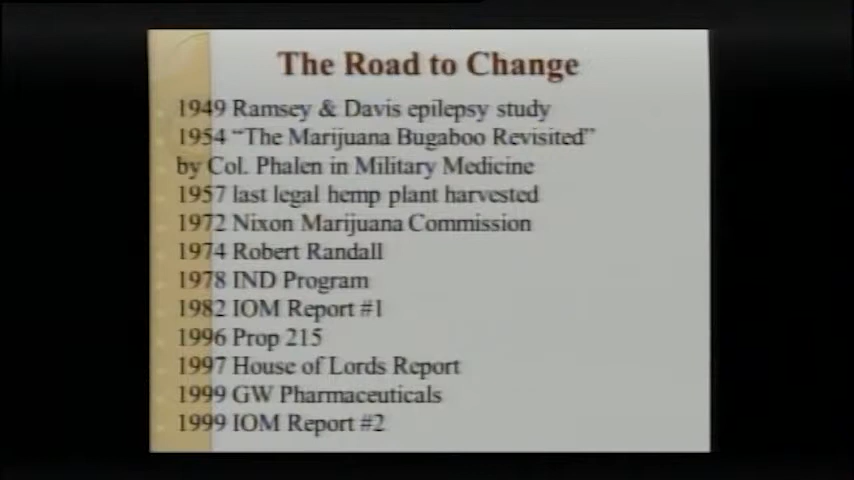 The Road to Change
1949 Ramsey & Davis epilepsy study
1954 “The Marijuana Bugaboo Revisited”
by Col. Phalen in Military Medicine
1957 last legal hemp plant harvested
1972 Nixon Marijuana Commission
1974 Robert Randall
1978 IND Program
1982 IOM Report #1
1996 Prop 215
1997 House of Lords Report
1999 GW Pharmaceuticals
1999 IOM Report #2